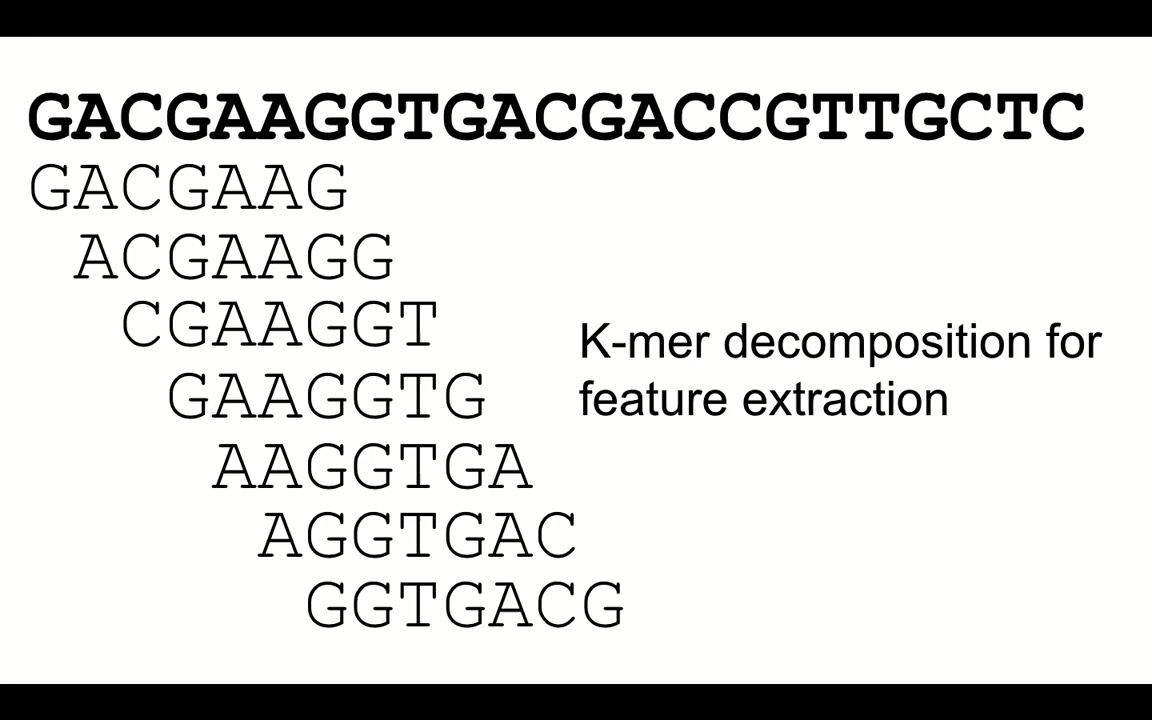 GACGAAGGTGACGACCGTTGCTC
GACGAAG
ACGAAGG
CGAAGGT
GAAGGTG
AAGGTGA
AGGTGAC
GGTGACG
K-mer decomposition for
feature extraction